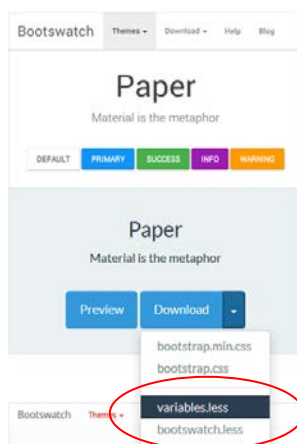 Bootswatch Themes Download Help Blog
Paper
Material is the metaphor
DEFAULT PRIMARY SUCCESS INFO WARNING
Paper
Material is the metaphor
Preview Download
bootstrap.min.css
bootstrap.css
variables.less
bootswatch.less
Bootswatch Themes